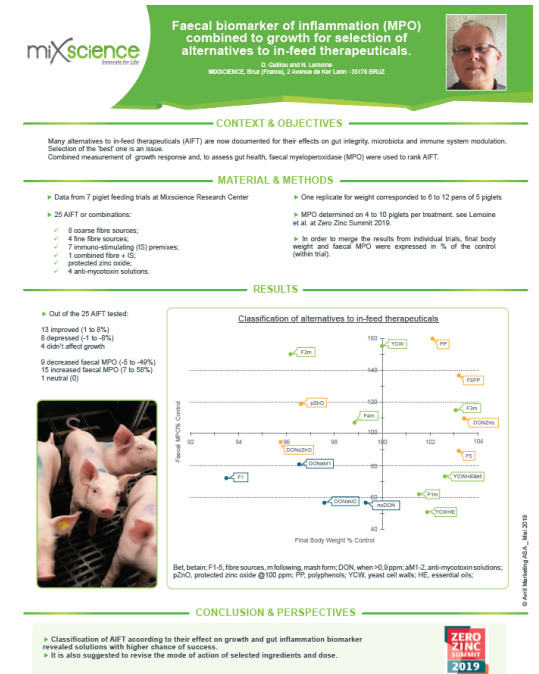 Faecal biomarker of inflammation (MPO)
combined to growth for selection of
alternatives to in-feed therapeuticals.
D. Guillou and N. Lemoine
MIXSCIENCE, Bruz (France), 2 Avenue de Ker Lann - 35170 BRUZ
mixscience
Innovate for Life
CONTEXT & OBJECTIVES
Many alternatives to in-feed therapeuticals (AIFT) are now documented for their effects on gut integrity, microbiota and immune system modulation.
Selection of the 'best' one is an issue.
Combined measurement of growth response and, to assess gut health, faecal myeloperoxidase (MPO) were used to rank AIFT.
MATERIAL & METHODS
► Data from 7 piglet feeding trials at Mixscience Research Center
► 25 AIFT or combinations:
✓ 8 coarse fibre sources;
✓ 4 fine fibre sources;
✓ 7 immuno-stimulating (IS) premixes;
✓ 1 combined fibre + IS;
✓ protected zinc oxide;
✓ 4 anti-mycotoxin solutions.
► One replicate for weight corresponded to 6 to 12 pens of 5 piglets
► MPO determined on 4 to 10 piglets per treatment. see Lemoine
et al. at Zero Zinc Summit 2019.
► In order to merge the results from individual trials, final body
weight and faecal MPO were expressed in % of the control
(within trial).
RESULTS
► Out of the 25 AIFT tested:
13 improved (1 to 8%)
8 depressed (-1 to -8%)
4 didn't affect growth
9 decreased faecal MPO (-5 to -49%)
15 increased faecal MPO (7 to 58%)
1 neutral (0)
Classification of alternatives to in-feed therapeuticals
Faecal MPO% Control
160
140
120
100
80
60
40
92
94
96
98
100
102
104
YCW
PP
F2m
FSPP
pZnO
F3m
F4m
DONZno
DONpZnO
F5
DONaM1
F1
YCWHEBet
F1m
DONaM2
noDON
YCWHE
Final Body Weight % Control
Bet, betain; F1-5, fibre sources, m following, mash form; DON, when >0,9 ppm; aM1-2, anti-mycotoxin solutions;
pZnO, protected zinc oxide @100 ppm; PP, polyphenols; YCW, yeast cell walls; HE, essential oils;
© Avril Marketing ASA_ Mai 2019
CONCLUSION & PERSPECTIVES
► Classification of AIFT according to their effect on growth and gut inflammation biomarker
revealed solutions with higher chance of success.
► It is also suggested to revise the mode of action of selected ingredients and dose.
ZERO
ZINC
SUMMIT
2019